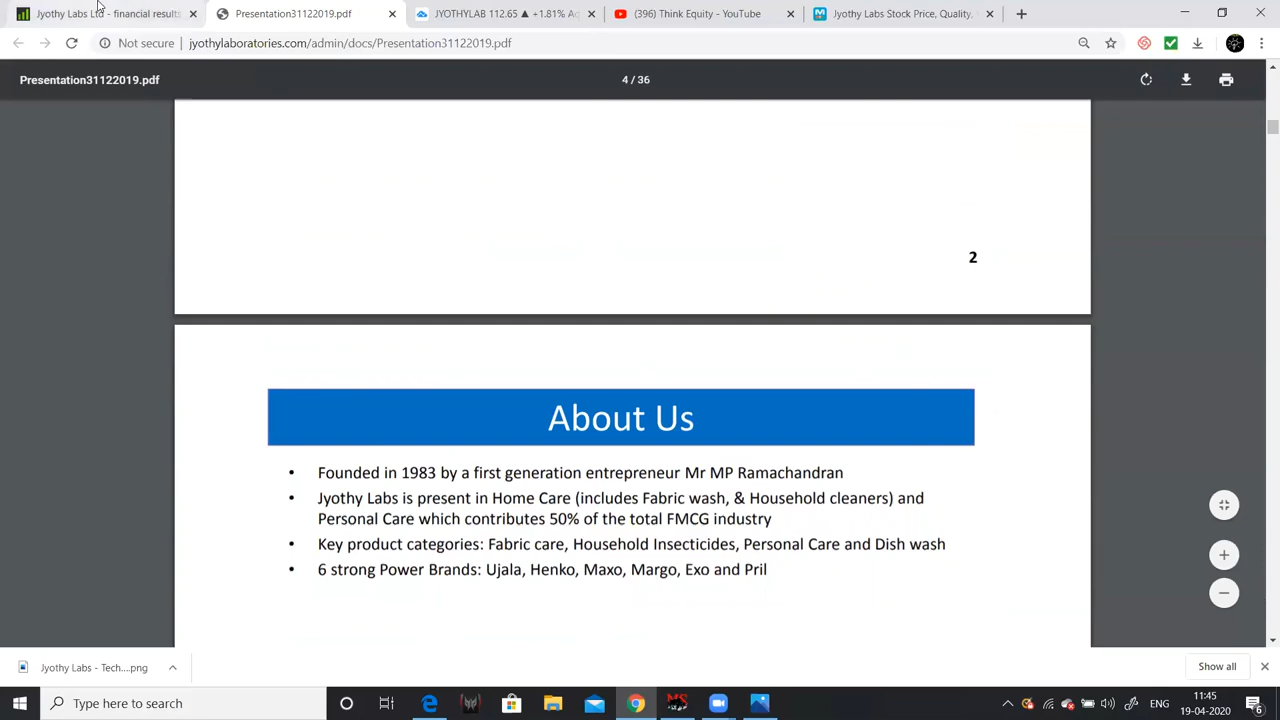 Jyothy Labs Ltd - financial results
Presentation31122019.pdf
JYOTHYLAB 112.65 ▲ +1.81% 
(396) Think Equity - YouTube
Jyothy Labs Stock Price, Quality,
Not secure
jyothylaboratories.com/admin/docs/Presentation31122019.pdf
Presentation31122019.pdf
4 / 36
2
About Us
• Founded in 1983 by a first generation entrepreneur Mr MP Ramachandran
• Jyothy Labs is present in Home Care (includes Fabric wash, & Household cleaners) and
Personal Care which contributes 50% of the total FMCG industry
• Key product categories: Fabric care, Household Insecticides, Personal Care and Dish wash
• 6 strong Power Brands: Ujala, Henko, Maxo, Margo, Exo and Pril
Jyothy Labs - Tech....png
Show all
Type here to search
ENG
11:45
19-04-2020
6